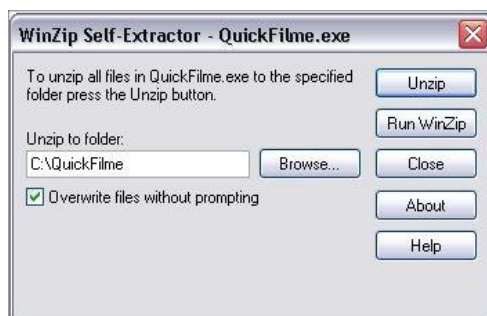 WinZip Self-Extractor - QuickFilme.exe
To unzip all files in QuickFilme.exe to the specified
folder press the Unzip button.
Unzip to folder:
C:\QuickFilme
Browse...
Overwrite files without prompting
Unzip
Run WinZip
Close
About
Help